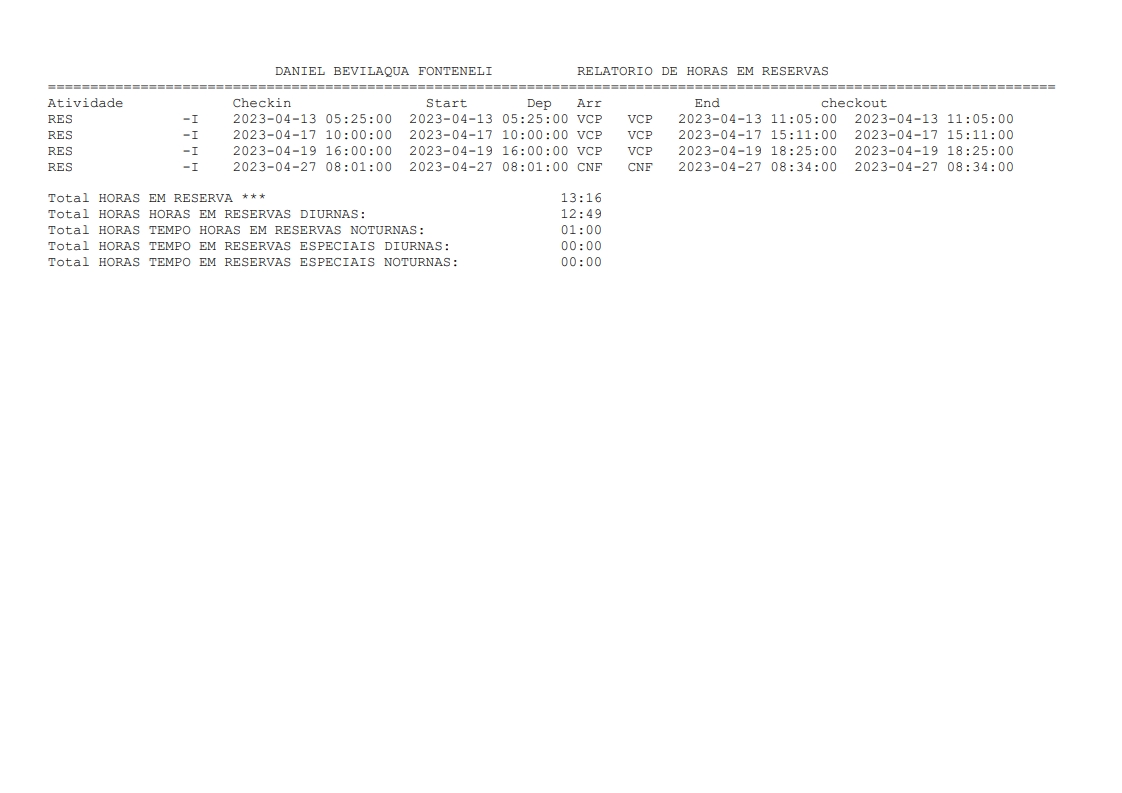 DANIEL BEVILAQUA FONTENELI RELATORIO DE HORAS EM RESERVAS
========================================================================================================================
Atividade Checkin Start Dep Arr End checkout
RES -I 2023-04-13 05:25:00 2023-04-13 05:25:00 VCP VCP 2023-04-13 11:05:00 2023-04-13 11:05:00
RES -I 2023-04-17 10:00:00 2023-04-17 10:00:00 VCP VCP 2023-04-17 15:11:00 2023-04-17 15:11:00
RES -I 2023-04-19 16:00:00 2023-04-19 16:00:00 VCP VCP 2023-04-19 18:25:00 2023-04-19 18:25:00
RES -I 2023-04-27 08:01:00 2023-04-27 08:01:00 CNF CNF 2023-04-27 08:34:00 2023-04-27 08:34:00
Total HORAS EM RESERVA *** 13:16
Total HORAS HORAS EM RESERVAS DIURNAS: 12:49
Total HORAS TEMPO HORAS EM RESERVAS NOTURNAS: 01:00
Total HORAS TEMPO EM RESERVAS ESPECIAIS DIURNAS: 00:00
Total HORAS TEMPO EM RESERVAS ESPECIAIS NOTURNAS: 00:00